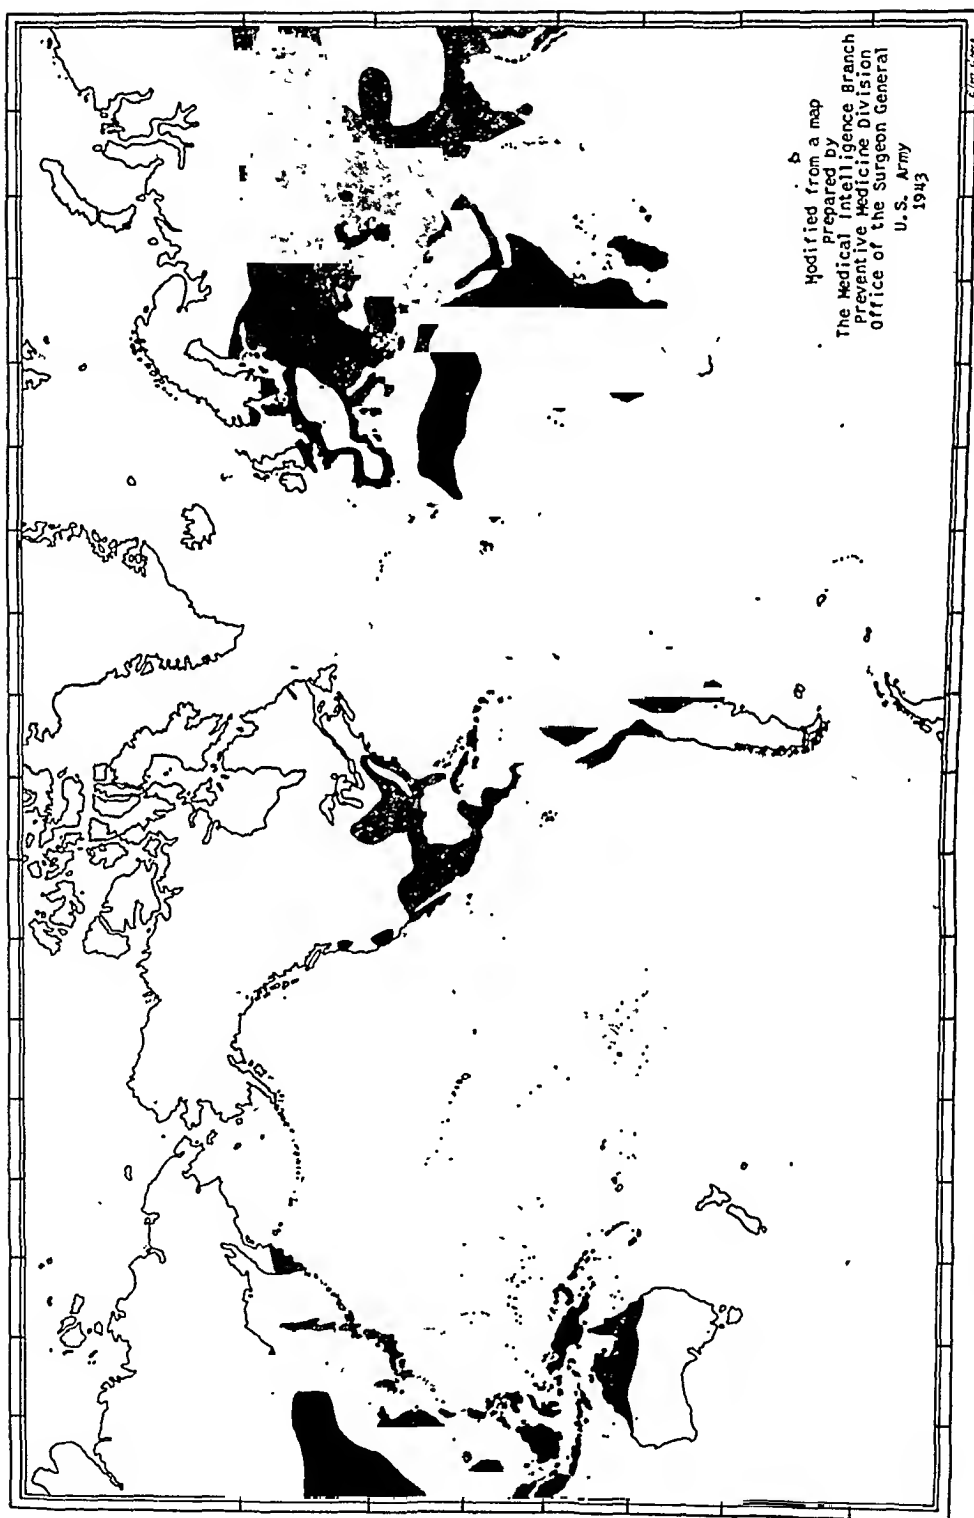 Modified from a map
Prepared by
The Medical Intelligence Branch
Preventive Medicine Division
Office of the Surgeon General
U.S. Army
1943